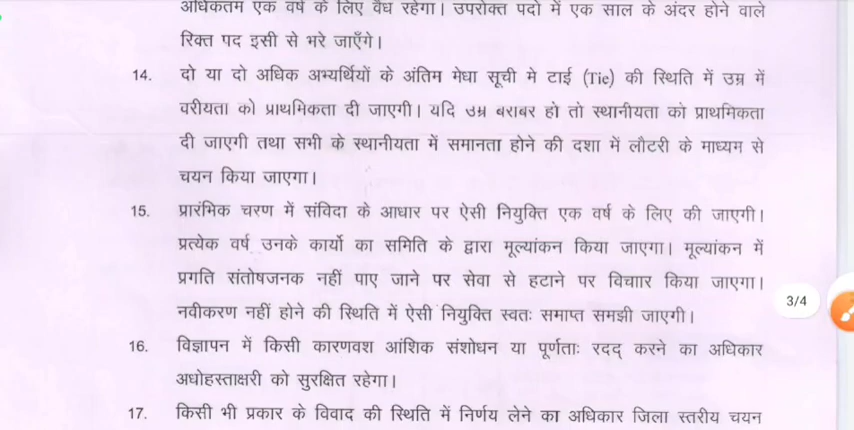 अधिकतम एक वर्ष के लिए वैध रहेगा। उपरोक्त पदों में एक साल के अंदर होने वाले
रिक्त पद इसी से भरे जाएँगे।
14. दो या दो अधिक अभ्यर्थियों के अंतिम मेधा सूची मे टाई (Tie) की स्थिति में उम्र में
वरीयता को प्राथमिकता दी जाएगी। यदि उम्र बराबर हो तो स्थानीयता को प्राथमिकता
दी जाएगी तथा सभी के स्थानीयता में समानता होने की दशा में लौटरी के माध्यम से
चयन किया जाएगा।
15. प्रारंभिक चरण में संविदा के आधार पर ऐसी नियुक्ति एक वर्ष के लिए की जाएगी।
प्रत्येक वर्ष उनके कार्यो का समिति के द्वारा मूल्यांकन किया जाएगा। मूल्यांकन में
प्रगति संतोषजनक नहीं पाए जाने पर सेवा से हटाने पर विचाार किया जाएगा।
3/4
नवीकरण नहीं होने की स्थिति में ऐसी नियुक्ति स्वतः समाप्त समझी जाएगी।
16. विज्ञापन में किसी कारणवश आंशिक संशोधन या पूर्णताः रदद् करने का अधिकार
अधोहस्ताक्षरी को सुरक्षित रहेगा।
17. किसी भी प्रकार के विवाद की स्थिति में निर्णय लेने का अधिकार जिला स्तरीय चयन